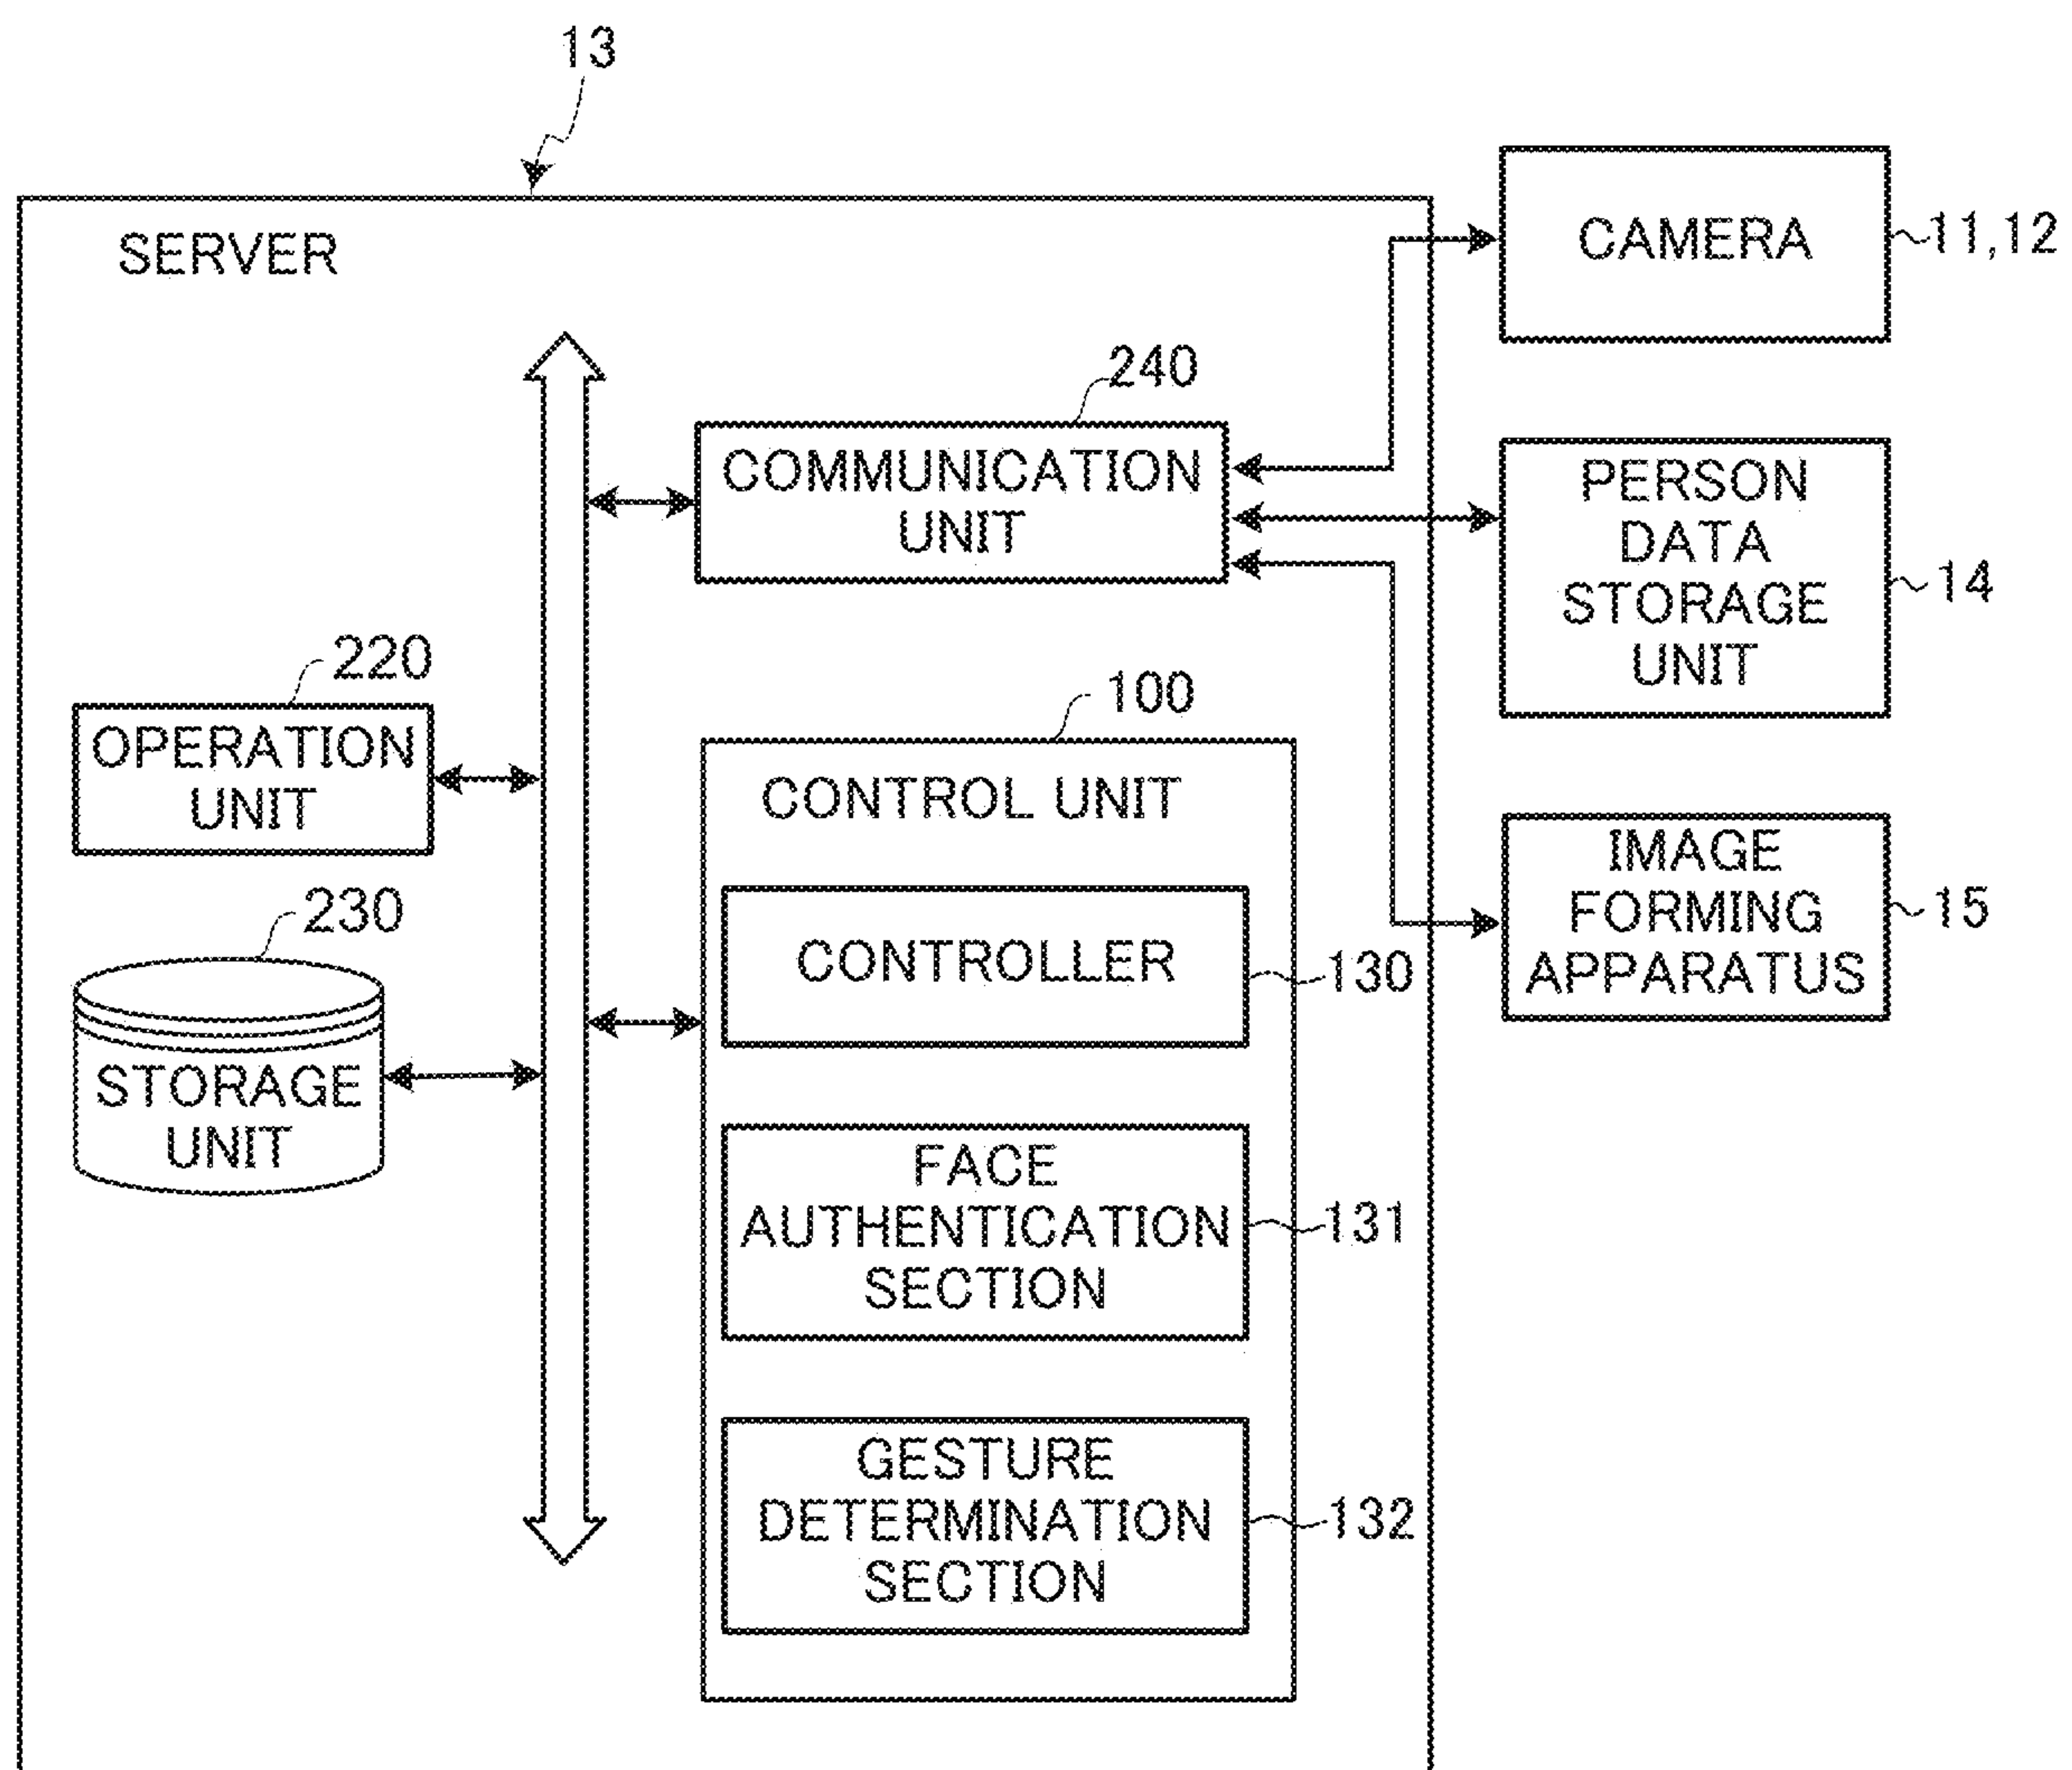 13
SERVER
CAMERA
11,12
240
COMMUNICATION
UNIT
PERSON
DATA
STORAGE
UNIT
14
220
OPERATION
UNIT
100
CONTROL UNIT
IMAGE
FORMING
APPARATUS
15
230
STORAGE
UNIT
CONTROLLER
130
FACE
AUTHENTICATION
SECTION
131
GESTURE
DETERMINATION
SECTION
132